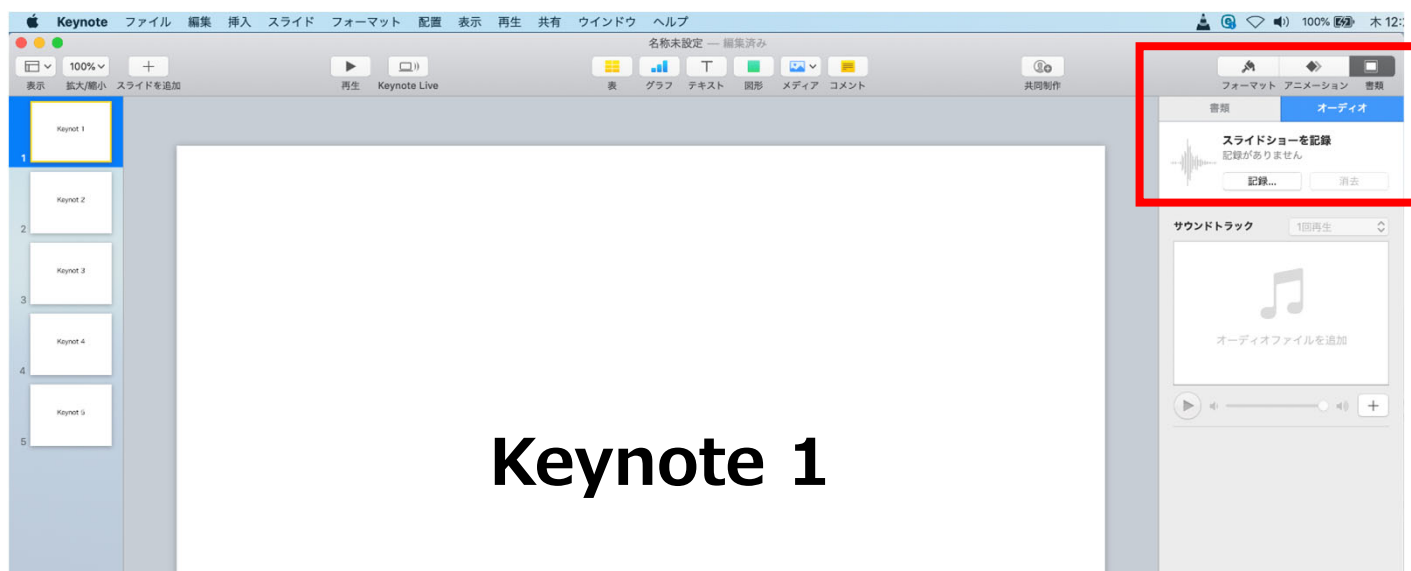 Keynote ファイル 編集 挿入 スライド フォーマット 配置 表示 再生 共有 ウインドウ ヘルプ 100% 木 12:
名称未設定 — 編集済み
100%
表示 拡大/縮小 スライドを追加 再生 Keynote Live 表 グラフ テキスト 図形 メディア コメント 共同制作 フォーマット アニメーション 書類
書類 オーディオ
スライドショーを記録
記録がありません
記録... 消去
サウンドトラック 1回再生
オーディオファイルを追加
Keynot 1
1
Keynot 2
2
Keynot 3
3
Keynot 4
4
Keynot 5
5
Keynote 1